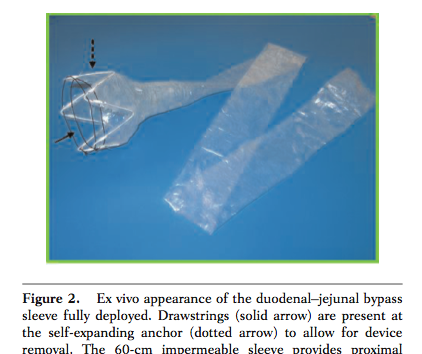 Figure 2. Ex vivo appearance of the duodenal–jejunal bypass
sleeve fully deployed. Drawstrings (solid arrow) are present at
the self-expanding anchor (dotted arrow) to allow for device
removal. The 60-cm impermeable sleeve provides proximal